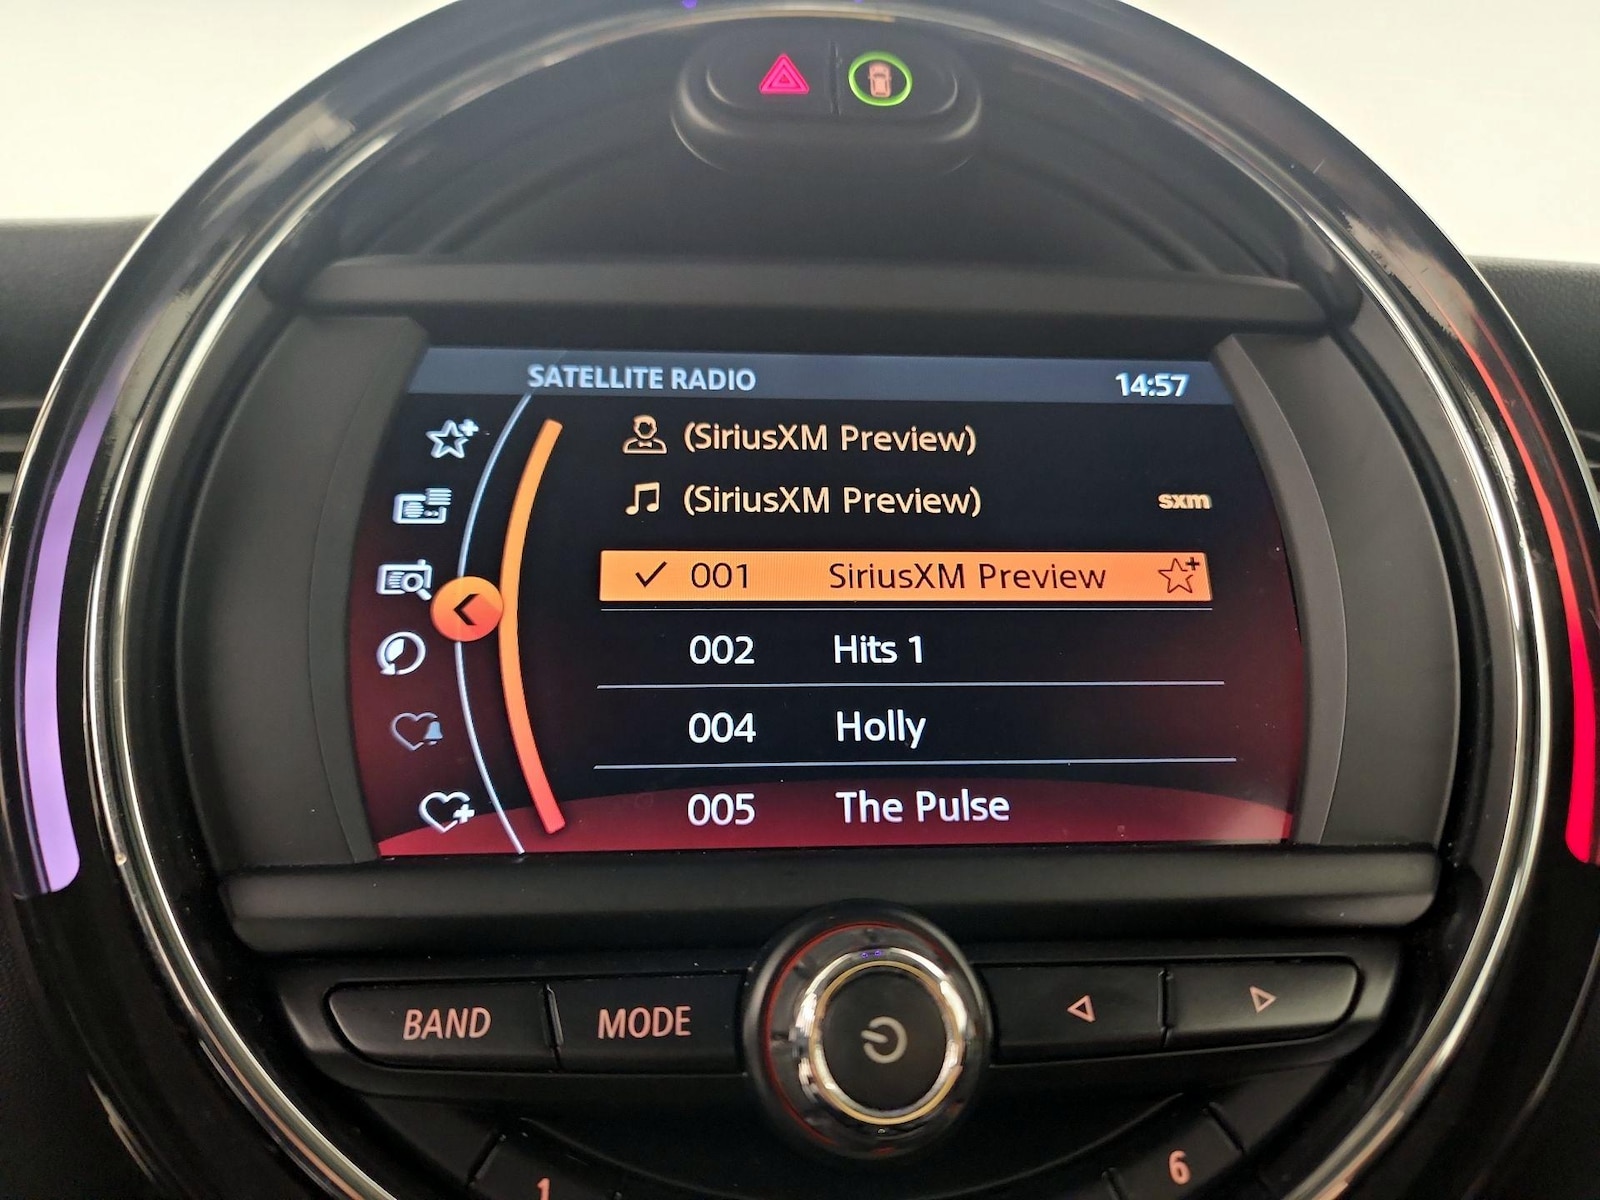 SATELLITE RADIO 14:57
(SiriusXM Preview)
(SiriusXM Preview) sxm
001 SiriusXM Preview
002 Hits 1
004 Holly
005 The Pulse
BAND MODE
1 6